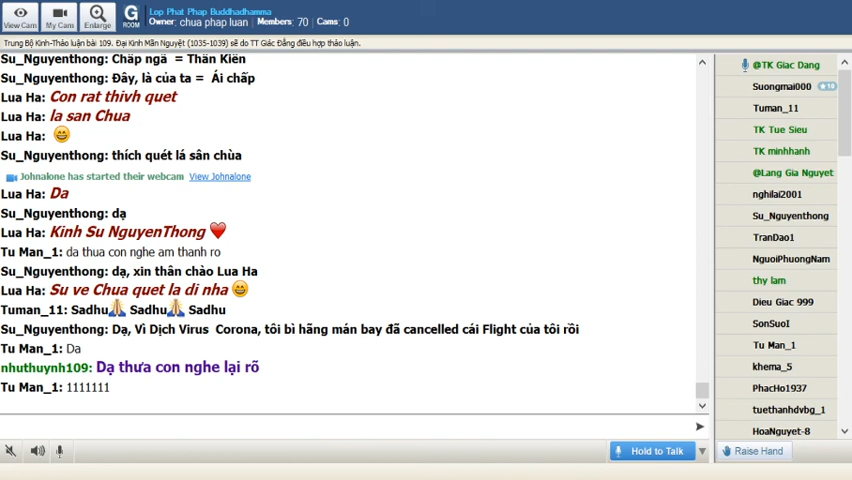 Lop Phat Phap Buddhadhamma
Owner: chua phap luan   Members: 70   Cams: 0
View Cam   My Cam   Enlarge   G ROOM
Trung Bộ Kinh-Thảo luận bài 109. Đại Kinh Mãn Nguyệt (1035-1039) sẽ do TT Giác Đẳng điều hợp thảo luận.
Su_Nguyenthong: Chấp ngã = Thân Kiến
Su_Nguyenthong: Đây, là của ta = Ái chấp
Lua Ha: Con rat thivh quet
Lua Ha: la san Chua
Lua Ha: 😄
Su_Nguyenthong: thích quét lá sân chùa
Johnalone has started their webcam View Johnalone
Lua Ha: Da
Su_Nguyenthong: dạ
Lua Ha: Kinh Su NguyenThong ❤
Tu Man_1: da thua con nghe am thanh ro
Su_Nguyenthong: dạ, xin thân chào Lua Ha
Lua Ha: Su ve Chua quet la di nha 😄
Tuman_11: Sadhu🙏 Sadhu🙏 Sadhu
Su_Nguyenthong: Dạ, Vì Dịch Virus Corona, tôi bì hãng mán bay đã cancelled cái Flight của tôi rồi
Tu Man_1: Da
nhuthuynh109: Dạ thưa con nghe lại rõ
Tu Man_1: 1111111
Hold to Talk
@TK Giac Dang
Suongmai000 ★10
Tuman_11
TK Tue Sieu
TK minhhanh
@Lang Gia Nguyet
nghilai2001
Su_Nguyenthong
TranDao1
NguoiPhuongNam
thy lam
Dieu Giac 999
SonSuoI
Tu Man_1
khema_5
PhacHo1937
tuethanhdvbg_1
HoaNguyet-8
Raise Hand